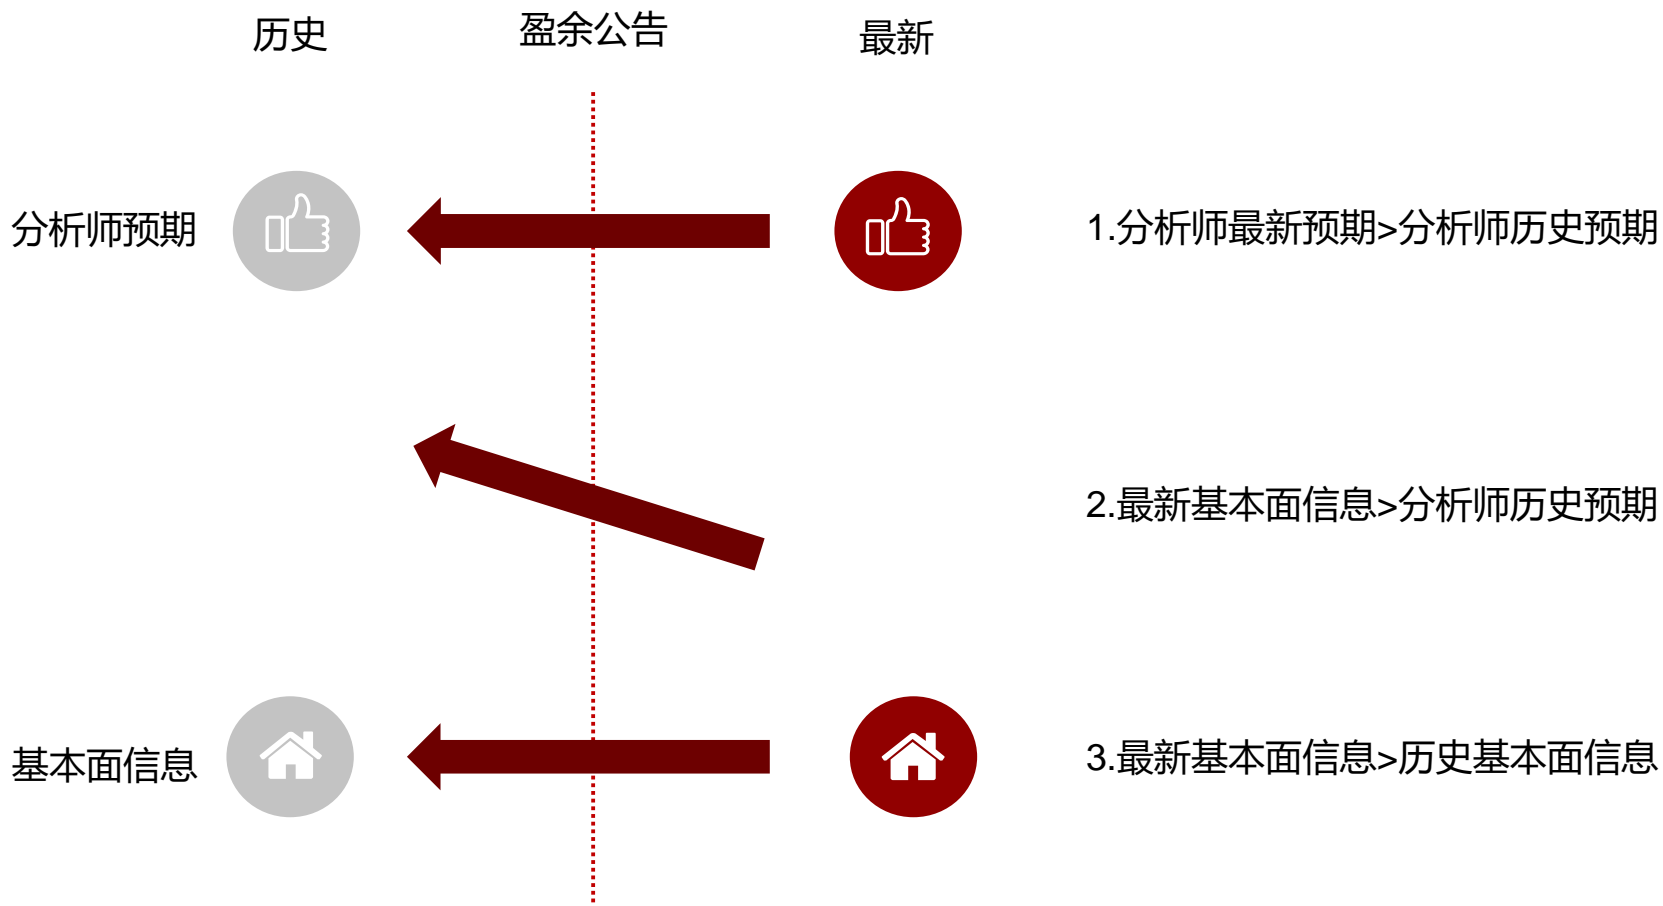 历史
盈余公告
最新
分析师预期
1.分析师最新预期>分析师历史预期
2.最新基本面信息>分析师历史预期
基本面信息
3.最新基本面信息>历史基本面信息